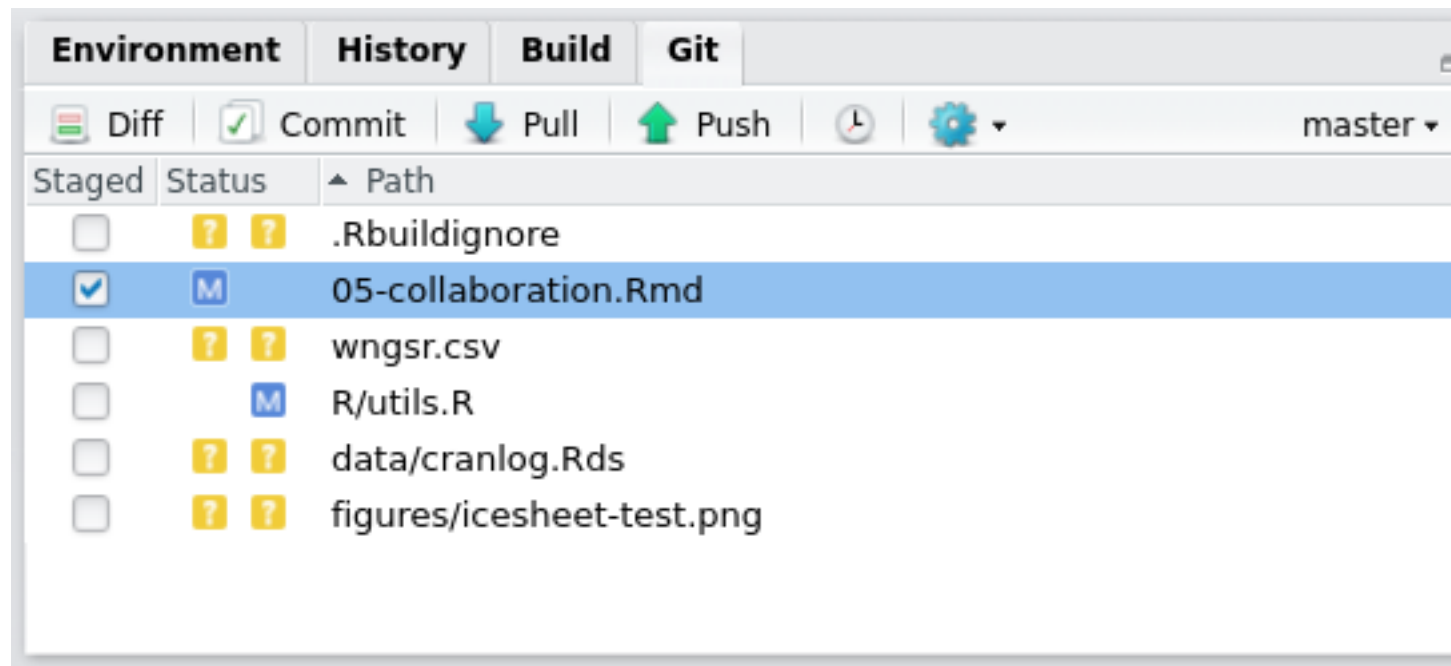 Environment History Build Git
Diff Commit Pull Push master
Staged Status Path
? ? .Rbuildignore
M 05-collaboration.Rmd
? ? wngsr.csv
M R/utils.R
? ? data/cranlog.Rds
? ? figures/icesheet-test.png